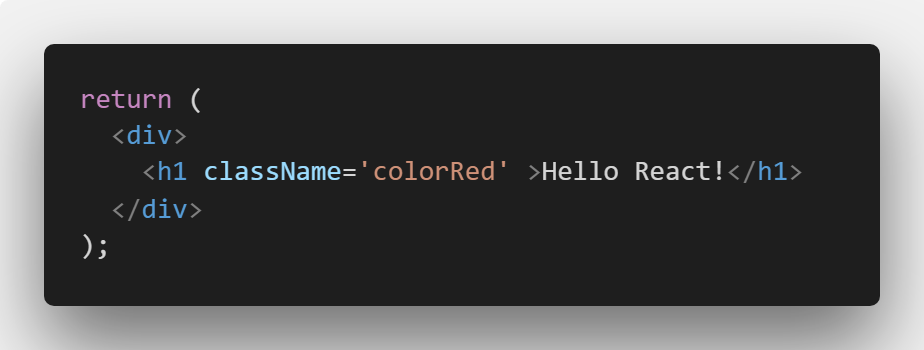 return (
<div>
<h1 className='colorRed' >Hello React!</h1>
</div>
);